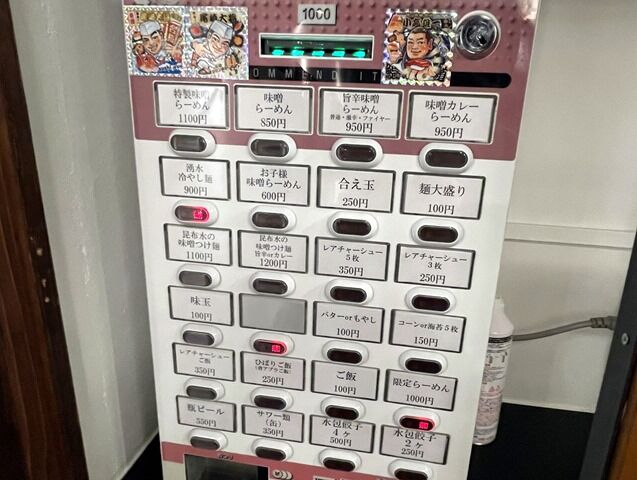 1000
COMMEND IT
特製味噌
らーめん
1100円
味噌
らーめん
850円
旨辛味噌
らーめん
普通・激辛・ファイヤー
950円
味噌カレー
らーめん
950円
湧水
冷やし麺
900円
お子様
味噌らーめん
600円
合え玉
250円
麺大盛り
100円
昆布水の
味噌つけ麺
1100円
昆布水の
味噌つけ麺
旨辛orカレー
1200円
レアチャーシュー
5枚
350円
レアチャーシュー
3枚
250円
味玉
100円
バターorもやし
100円
コーンor海苔5枚
150円
レアチャーシュー
ご飯
350円
ひばりご飯
(背アブラご飯)
250円
ご飯
100円
限定らーめん
1000円
瓶ビール
550円
サワー類
(缶)
350円
水包餃子
4ヶ
500円
水包餃子
2ヶ
250円